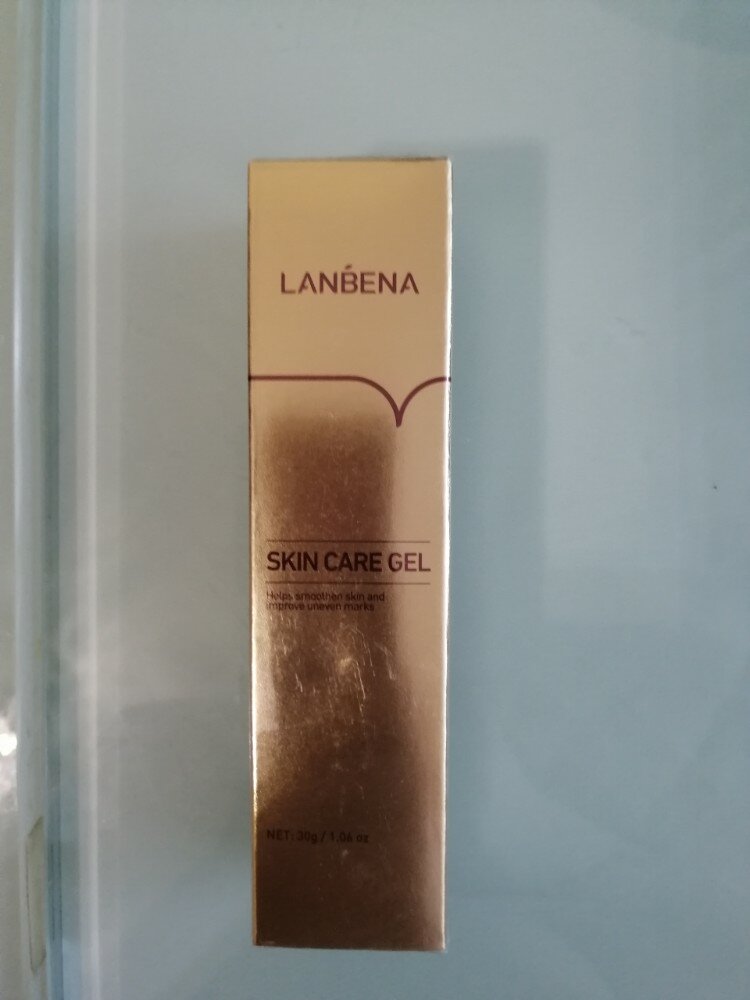 LANBENA
SKIN CARE GEL
Helps smoothen skin and
improve uneven marks
NET: 30g / 1.06 oz